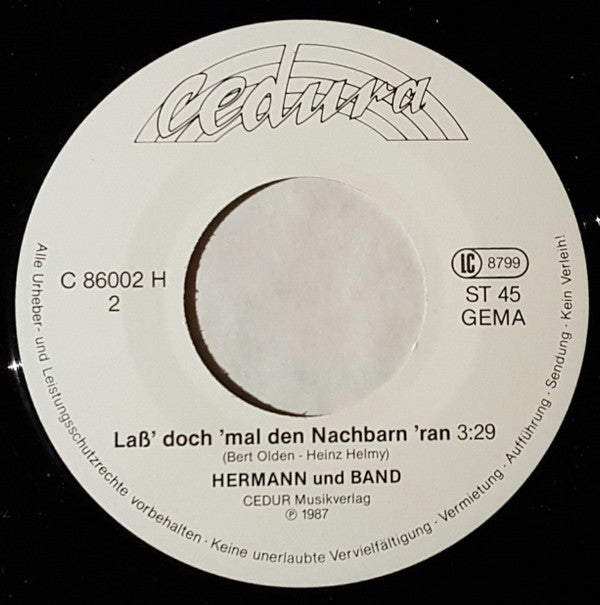 cedura
C 86002 H
2
LC 8799
ST 45
GEMA
Laß' doch 'mal den Nachbarn 'ran 3:29
(Bert Olden - Heinz Helmy)
HERMANN und BAND
CEDUR Musikverlag
℗ 1987
Alle Urheber- und Leistungsschutzrechte vorbehalten · Keine unerlaubte Vervielfältigung · Vermietung · Aufführung · Sendung · Kein Verleih!